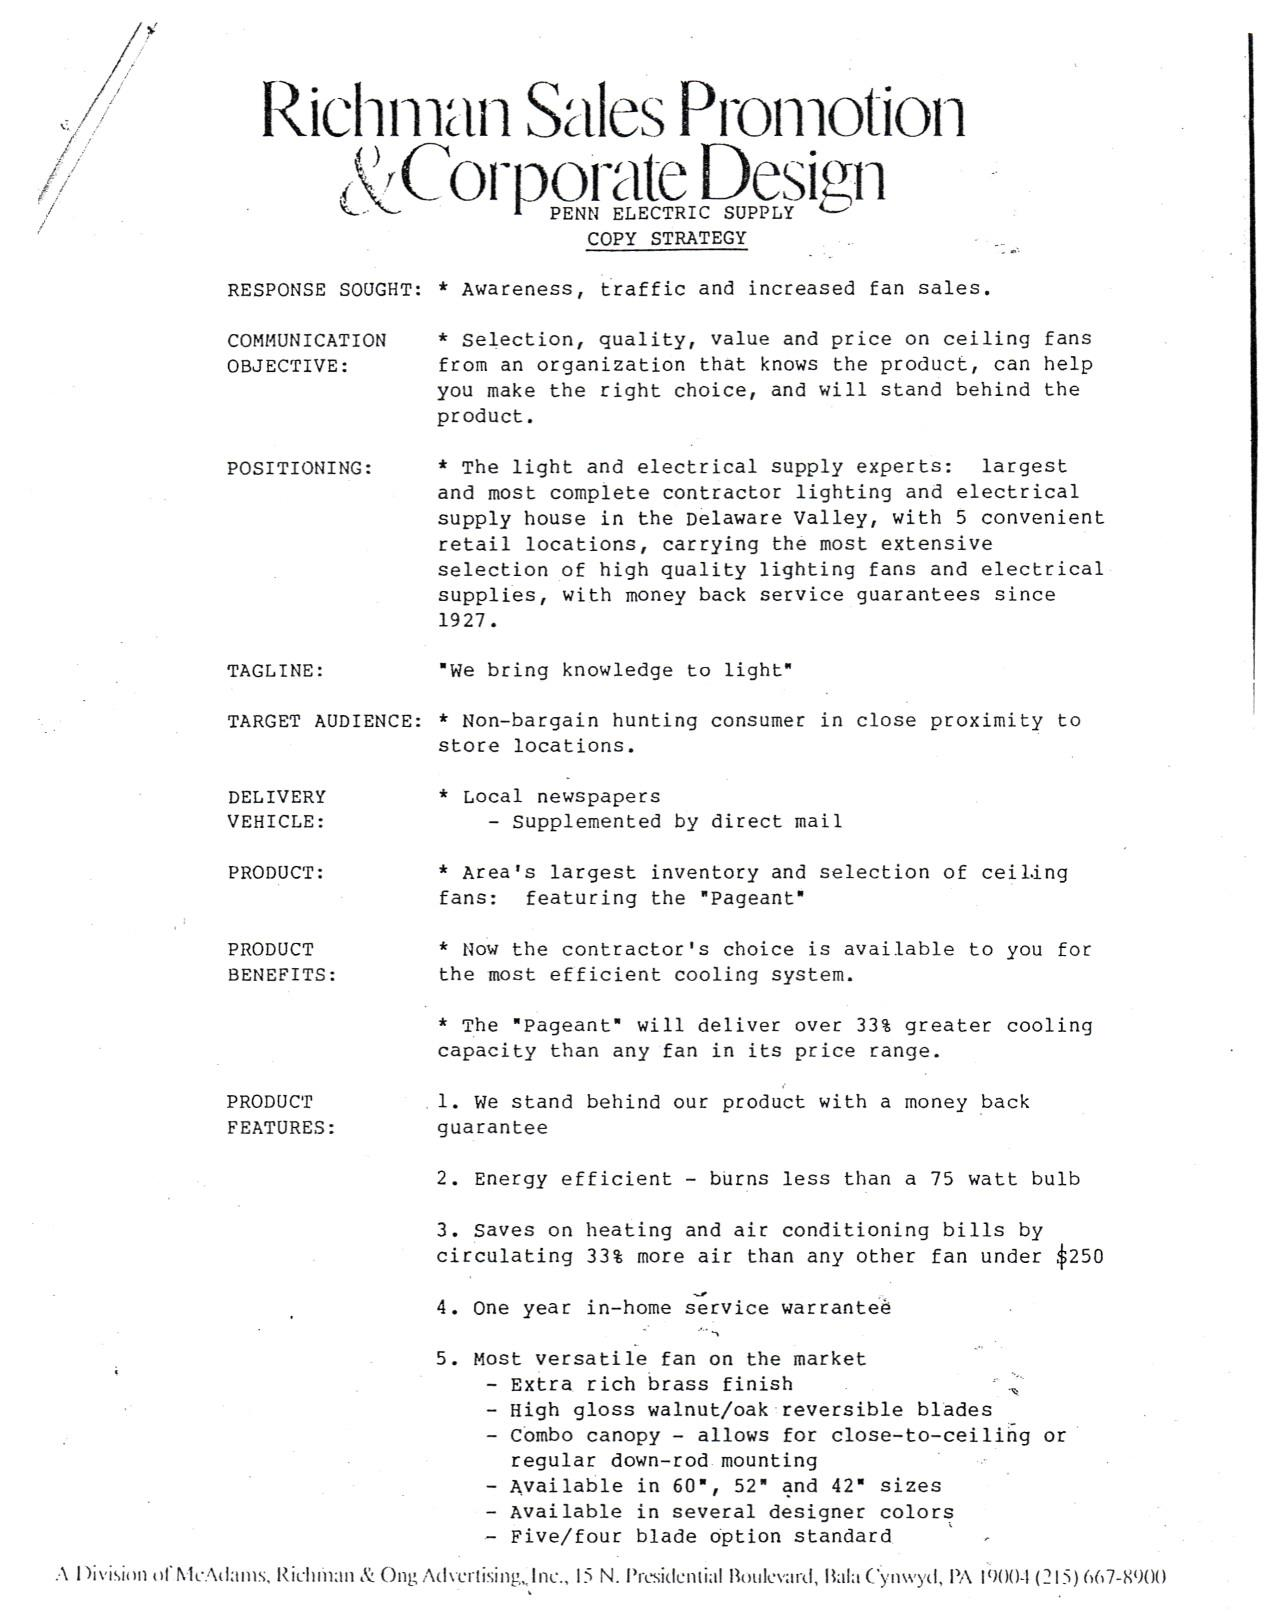 Richman Sales Promotion
& Corporate Design
PENN ELECTRIC SUPPLY
COPY STRATEGY
RESPONSE SOUGHT: * Awareness, traffic and increased fan sales.
COMMUNICATION * Selection, quality, value and price on ceiling fans
OBJECTIVE: from an organization that knows the product, can help
you make the right choice, and will stand behind the
product.
POSITIONING: * The light and electrical supply experts: largest
and most complete contractor lighting and electrical
supply house in the Delaware Valley, with 5 convenient
retail locations, carrying the most extensive
selection of high quality lighting fans and electrical
supplies, with money back service guarantees since
1927.
TAGLINE: "We bring knowledge to light"
TARGET AUDIENCE: * Non-bargain hunting consumer in close proximity to
store locations.
DELIVERY * Local newspapers
VEHICLE: - Supplemented by direct mail
PRODUCT: * Area's largest inventory and selection of ceiling
fans: featuring the "Pageant"
PRODUCT * Now the contractor's choice is available to you for
BENEFITS: the most efficient cooling system.
* The "Pageant" will deliver over 33% greater cooling
capacity than any fan in its price range.
PRODUCT 1. We stand behind our product with a money back
FEATURES: guarantee
2. Energy efficient - burns less than a 75 watt bulb
3. Saves on heating and air conditioning bills by
circulating 33% more air than any other fan under $250
4. One year in-home service warrantee
5. Most versatile fan on the market
- Extra rich brass finish
- High gloss walnut/oak reversible blades
- Combo canopy - allows for close-to-ceiling or
regular down-rod mounting
- Available in 60", 52" and 42" sizes
- Available in several designer colors
- Five/four blade option standard
A Division of McAdams, Richman & Ong Advertising, Inc., 15 N. Presidential Boulevard, Bala Cynwyd, PA 19004 (215) 667-8900